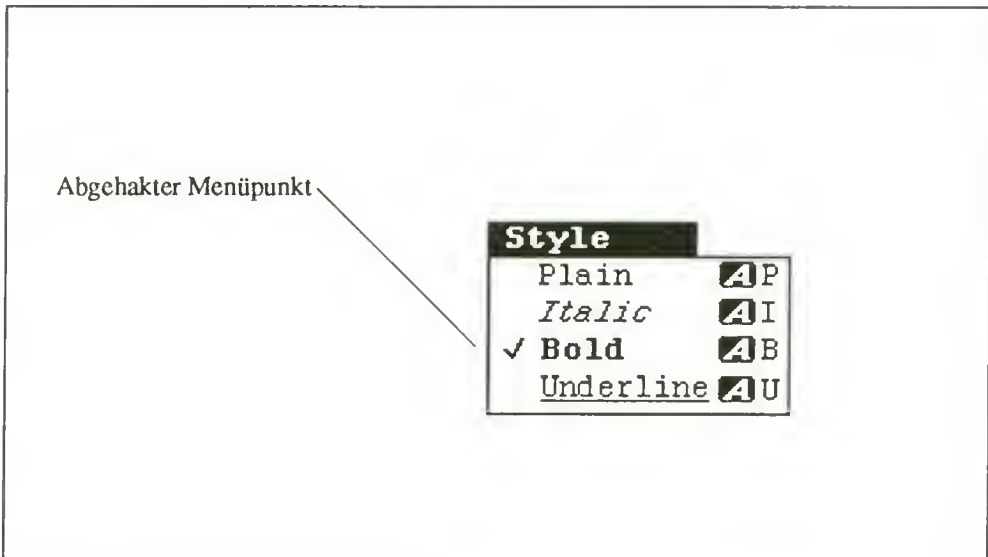 Abgehakter Menüpunkt
Style
Plain A P
Italic A I
✓ Bold A B
Underline A U